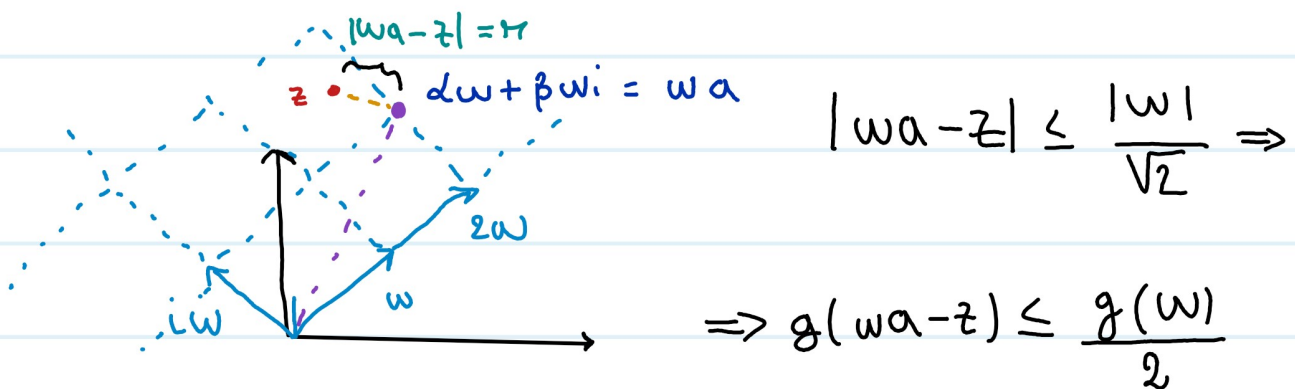 |wa-z| = r
z
αw + βwi = wa
|wa-z| ≤ |w|/√2 ⇒
2w
w
iw
⇒ g(wa-z) ≤ g(w)/2